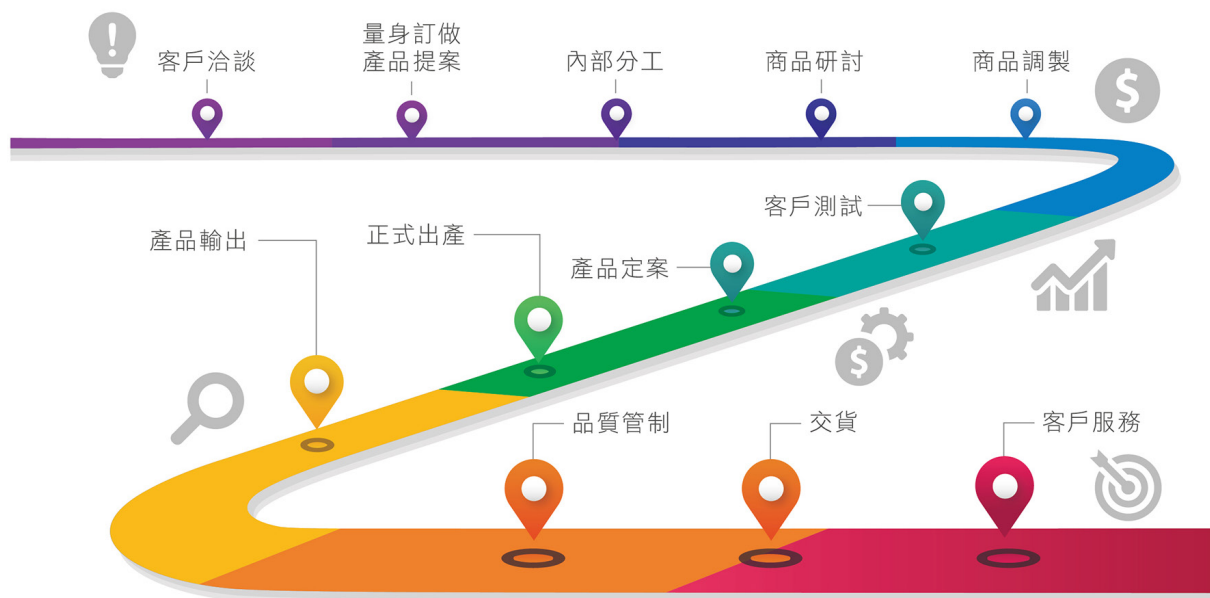 客戶洽談
量身訂做
產品提案
內部分工
商品研討
商品調製
客戶測試
產品定案
正式出產
產品輸出
品質管制
交貨
客戶服務